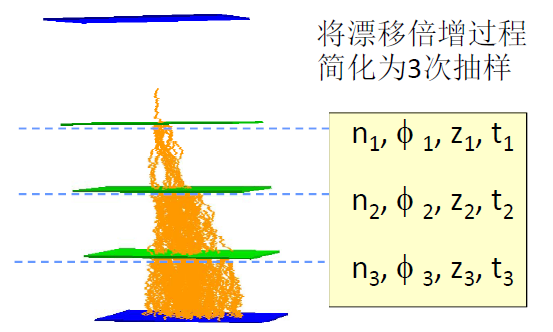 将漂移倍增过程
简化为3次抽样
n₁, ϕ ₁, z₁, t₁
n₂, ϕ ₂, z₂, t₂
n₃, ϕ ₃, z₃, t₃